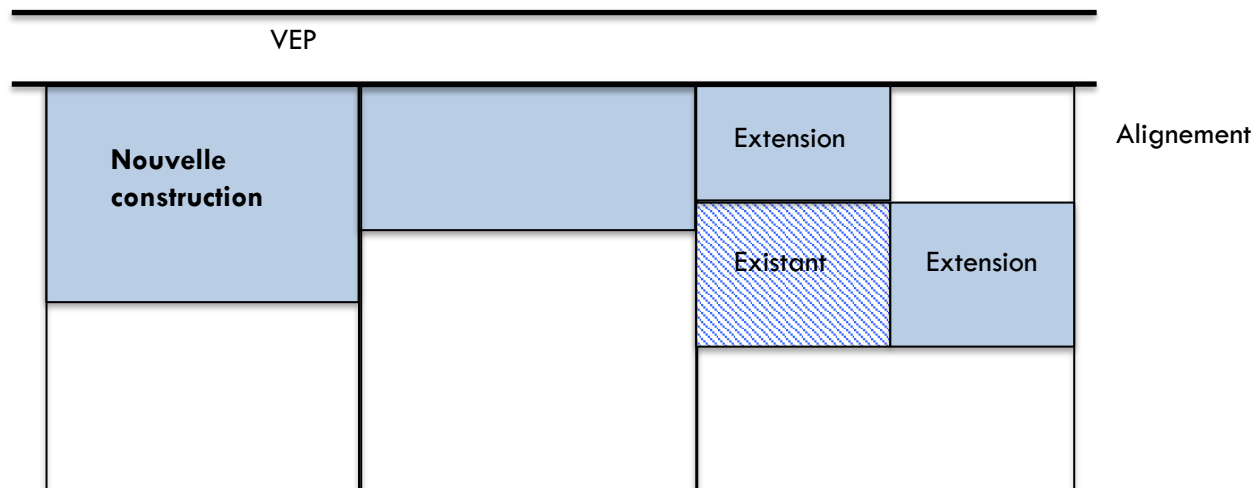 VEP
Nouvelle
construction
Extension
Alignement
Existant
Extension